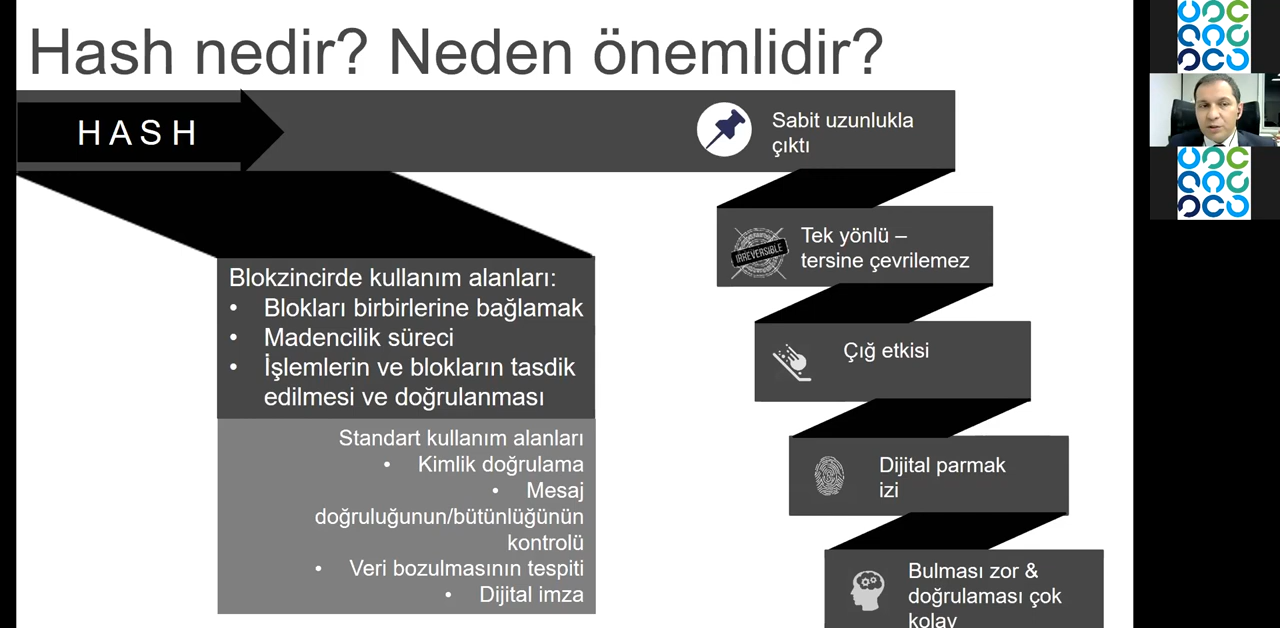 Hash nedir? Neden önemlidir?
HASH
Sabit uzunlukla
çıktı
IRREVERSIBLE
Tek yönlü –
tersine çevrilemez
Çığ etkisi
Dijital parmak
izi
Bulması zor &
doğrulaması çok
kolay
Blokzincirde kullanım alanları:
• Blokları birbirlerine bağlamak
• Madencilik süreci
• İşlemlerin ve blokların tasdik
edilmesi ve doğrulanması
Standart kullanım alanları
• Kimlik doğrulama
• Mesaj
doğruluğunun/bütünlüğünün
kontrolü
• Veri bozulmasının tespiti
• Dijital imza